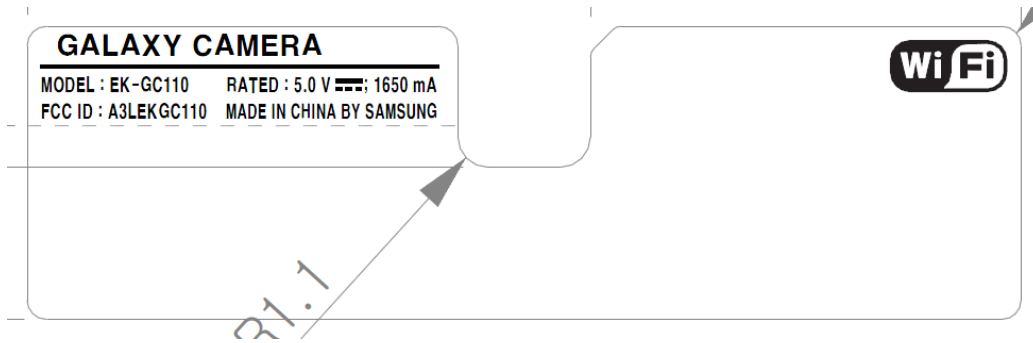 GALAXY CAMERA
MODEL : EK-GC110 RATED : 5.0 V ⎓; 1650 mA
FCC ID : A3LEKGC110 MADE IN CHINA BY SAMSUNG
Wi Fi
R1.1